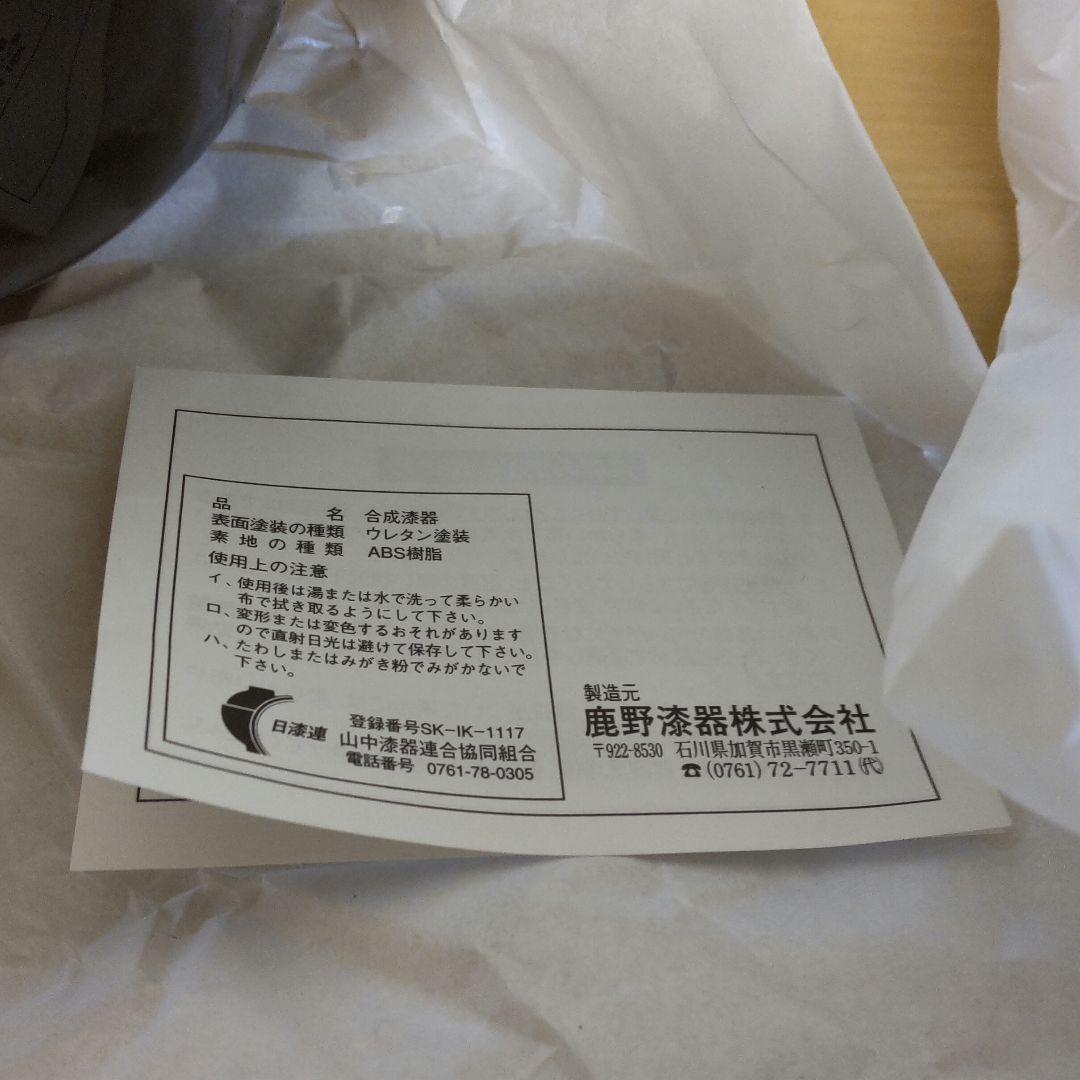 品名 合成漆器
表面塗装の種類 ウレタン塗装
素地の種類 ABS樹脂
使用上の注意
イ、使用後は湯または水で洗って柔らかい
布で拭き取るようにして下さい。
ロ、変形または変色するおそれがあります
ので直射日光は避けて保存して下さい。
ハ、たわしまたはみがき粉でみがかないで
下さい。
日漆連
登録番号SK-IK-1117
山中漆器連合協同組合
電話番号 0761-78-0305
製造元
鹿野漆器株式会社
〒922-8530 石川県加賀市黒瀬町350-1
☎(0761)72-7711㈹